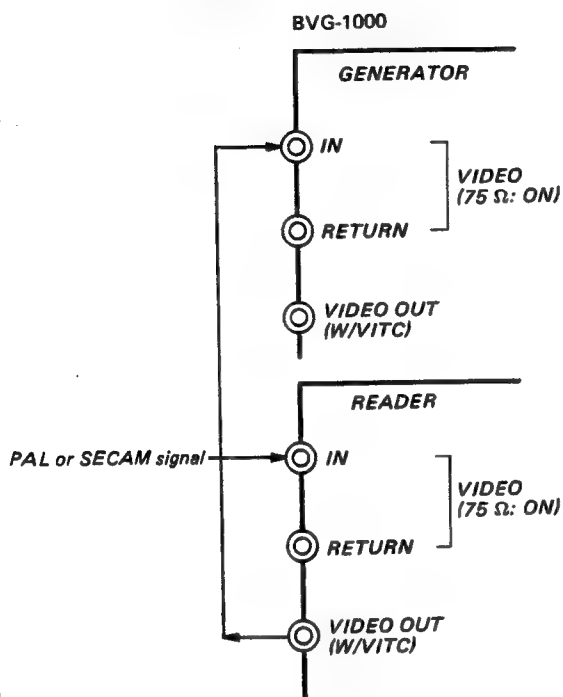 BVG-1000
GENERATOR
IN
VIDEO
(75 Ω: ON)
RETURN
VIDEO OUT
(W/VITC)
READER
PAL or SECAM signal
IN
VIDEO
(75 Ω: ON)
RETURN
VIDEO OUT
(W/VITC)